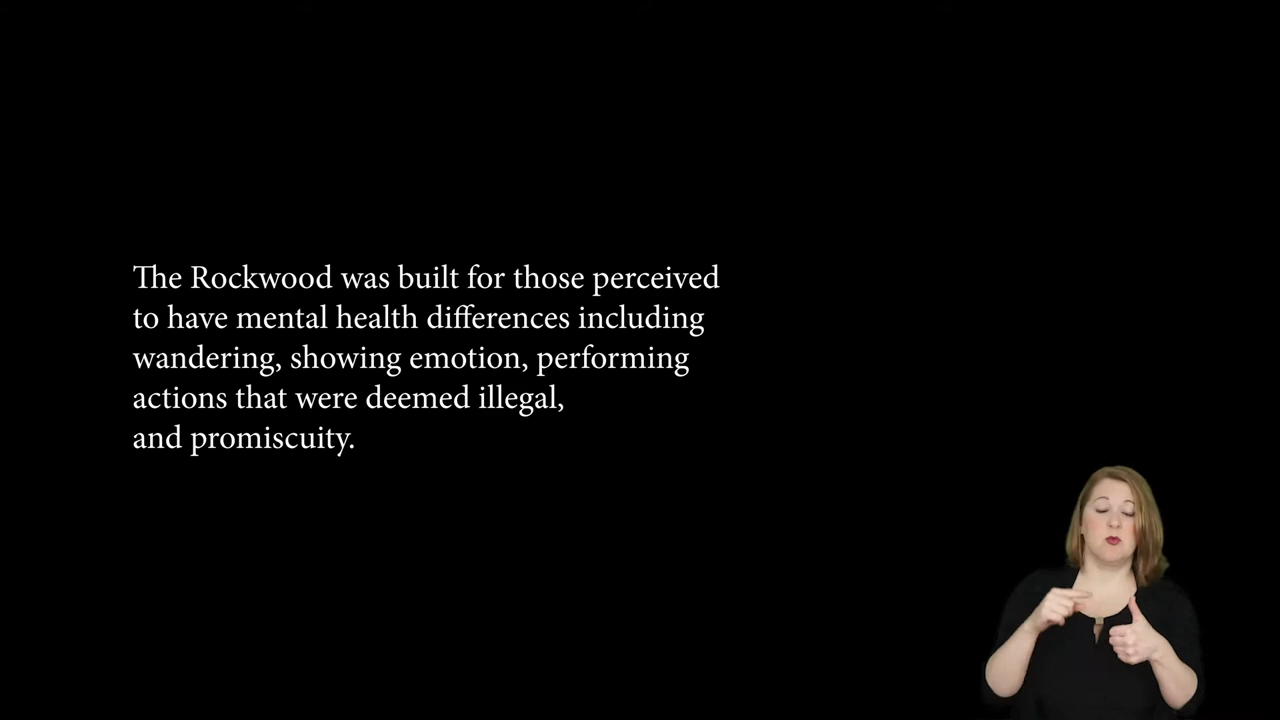 The Rockwood was built for those perceived
to have mental health differences including
wandering, showing emotion, performing
actions that were deemed illegal,
and promiscuity.